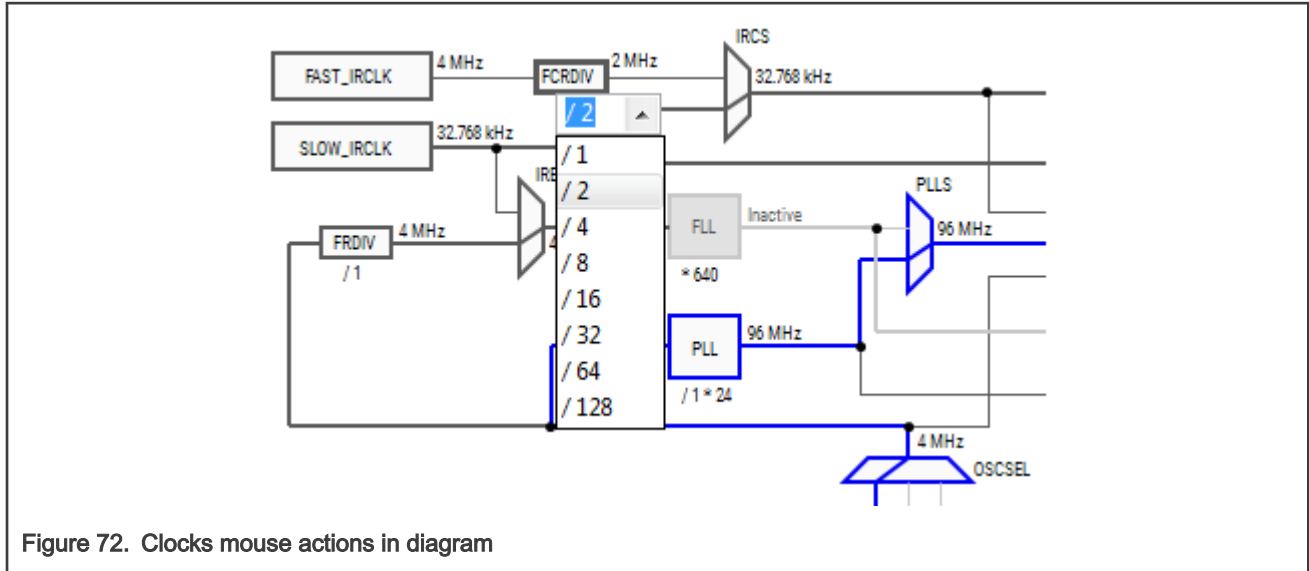 IRCS
4 MHz
2 MHz
FAST_IRCLK
FCRDIV
32.768 kHz
/ 2
32.768 kHz
SLOW_IRCLK
/ 1
/ 2
PLLS
4 MHz
FRDIV
/ 1
/ 4
FLL
Inactive
96 MHz
/ 8
* 640
/ 16
/ 32
PLL
96 MHz
/ 64
/ 1 * 24
/ 128
4 MHz
OSCSEL
Figure 72. Clocks mouse actions in diagram